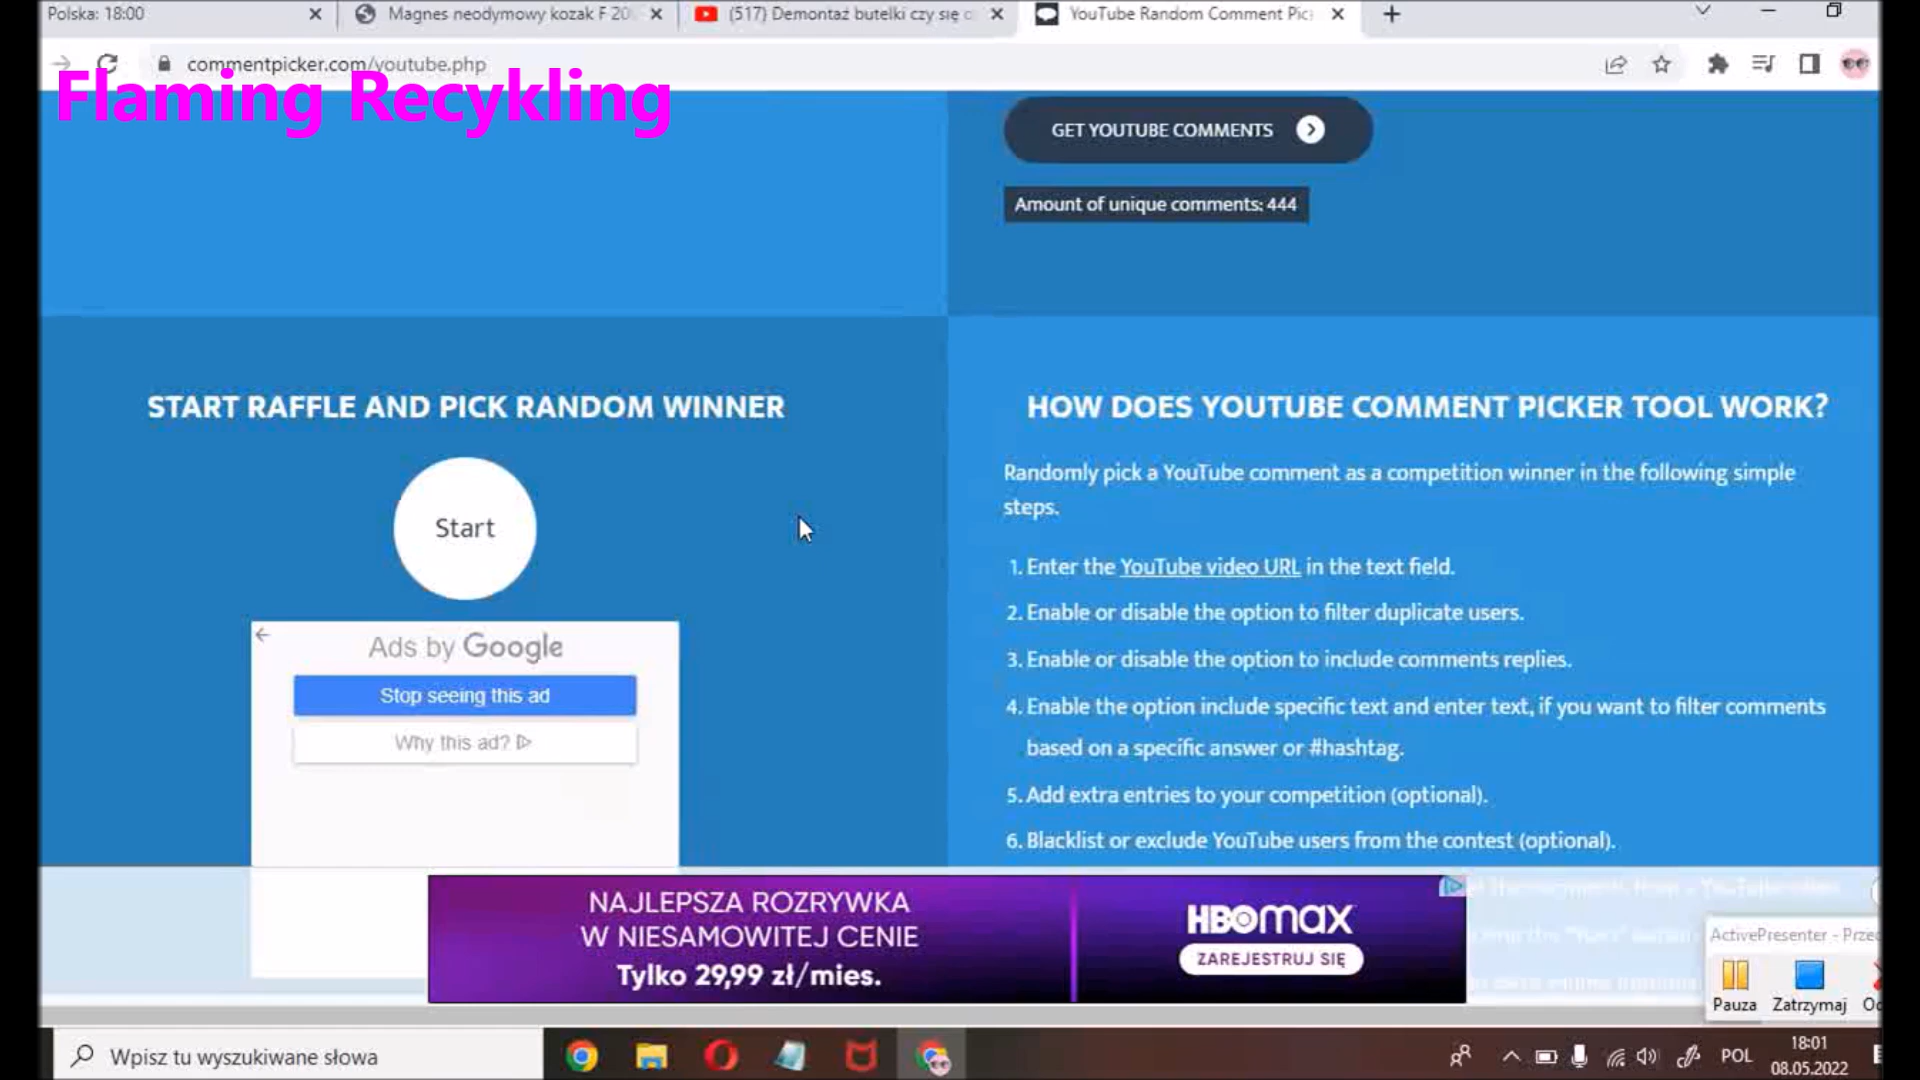 Polska: 18:00
Magnes neodymowy kozak F 20
(517) Demontaż butelki czy się o
YouTube Random Comment Pic
commentpicker.com/youtube.php
Flaming Recykling
GET YOUTUBE COMMENTS
Amount of unique comments: 444
START RAFFLE AND PICK RANDOM WINNER
Start
Ads by Google
Stop seeing this ad
Why this ad?
HOW DOES YOUTUBE COMMENT PICKER TOOL WORK?
Randomly pick a YouTube comment as a competition winner in the following simple
steps.
1. Enter the YouTube video URL in the text field.
2. Enable or disable the option to filter duplicate users.
3. Enable or disable the option to include comments replies.
4. Enable the option include specific text and enter text, if you want to filter comments
based on a specific answer or #hashtag.
5. Add extra entries to your competition (optional).
6. Blacklist or exclude YouTube users from the contest (optional).
NAJLEPSZA ROZRYWKA
W NIESAMOWITEJ CENIE
Tylko 29,99 zł/mies.
HBOMAX
ZAREJESTRUJ SIĘ
ActivePresenter - Przec
Pauza
Zatrzymaj
Wpisz tu wyszukiwane słowa
POL
18:01
08.05.2022